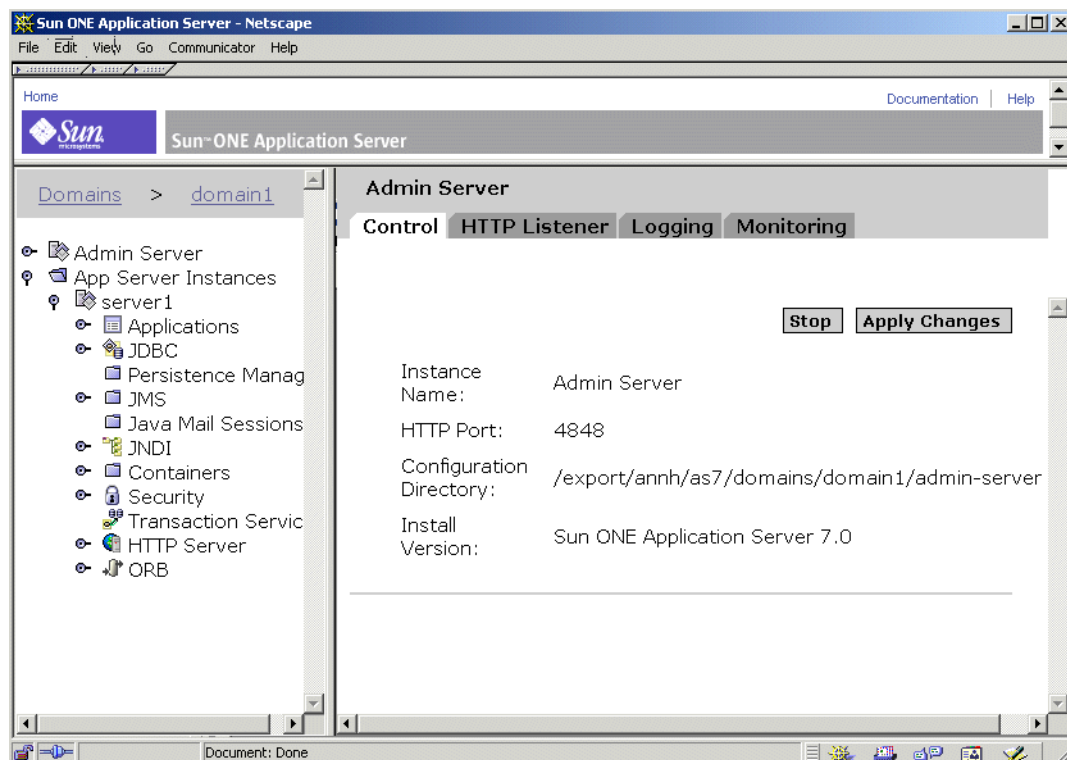 Sun ONE Application Server - Netscape
File Edit View Go Communicator Help
Home
Documentation | Help
Sun microsystems
Sun™ ONE Application Server
Domains > domain1
Admin Server
App Server Instances
server1
Applications
JDBC
Persistence Manag
JMS
Java Mail Sessions
JNDI
Containers
Security
Transaction Servic
HTTP Server
ORB
Admin Server
Control HTTP Listener Logging Monitoring
Stop Apply Changes
Instance Name: Admin Server
HTTP Port: 4848
Configuration Directory: /export/annh/as7/domains/domain1/admin-server
Install Version: Sun ONE Application Server 7.0
Document: Done